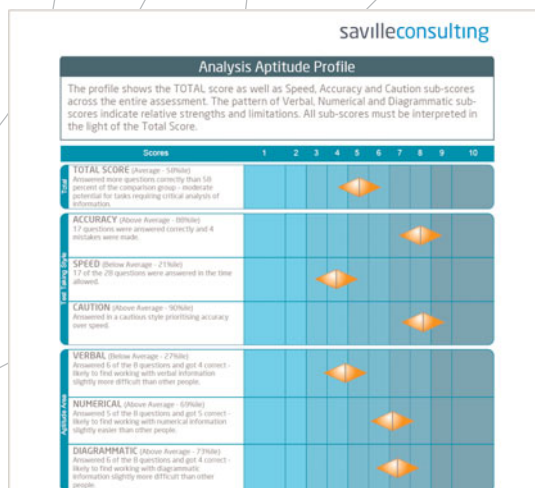 savilleconsulting
Analysis Aptitude Profile
The profile shows the TOTAL score as well as Speed, Accuracy and Caution sub-scores
across the entire assessment. The pattern of Verbal, Numerical and Diagrammatic sub-
scores indicate relative strengths and limitations. All sub-scores must be interpreted in
the light of the Total Score.
Scores 1 2 3 4 5 6 7 8 9 10
Total
TOTAL SCORE (Average - 58%ile)
Answered more questions correctly than 58
percent of the comparison group - moderate
potential for tasks requiring critical analysis of
information.
Test Taking Style
ACCURACY (Above Average - 88%ile)
17 questions were answered correctly and 4
mistakes were made.
SPEED (Below Average - 21%ile)
17 of the 28 questions were answered in the time
allowed.
CAUTION (Above Average - 90%ile)
Answered in a cautious style prioritising accuracy
over speed.
Aptitude Area
VERBAL (Below Average - 27%ile)
Answered 6 of the 8 questions and got 4 correct -
likely to find working with verbal information
slightly more difficult than other people.
NUMERICAL (Above Average - 69%ile)
Answered 5 of the 8 questions and got 5 correct -
likely to find working with numerical information
slightly easier than other people.
DIAGRAMMATIC (Above Average - 73%ile)
Answered 6 of the 8 questions and got 4 correct -
likely to find working with diagrammatic
information slightly more difficult than other
people.